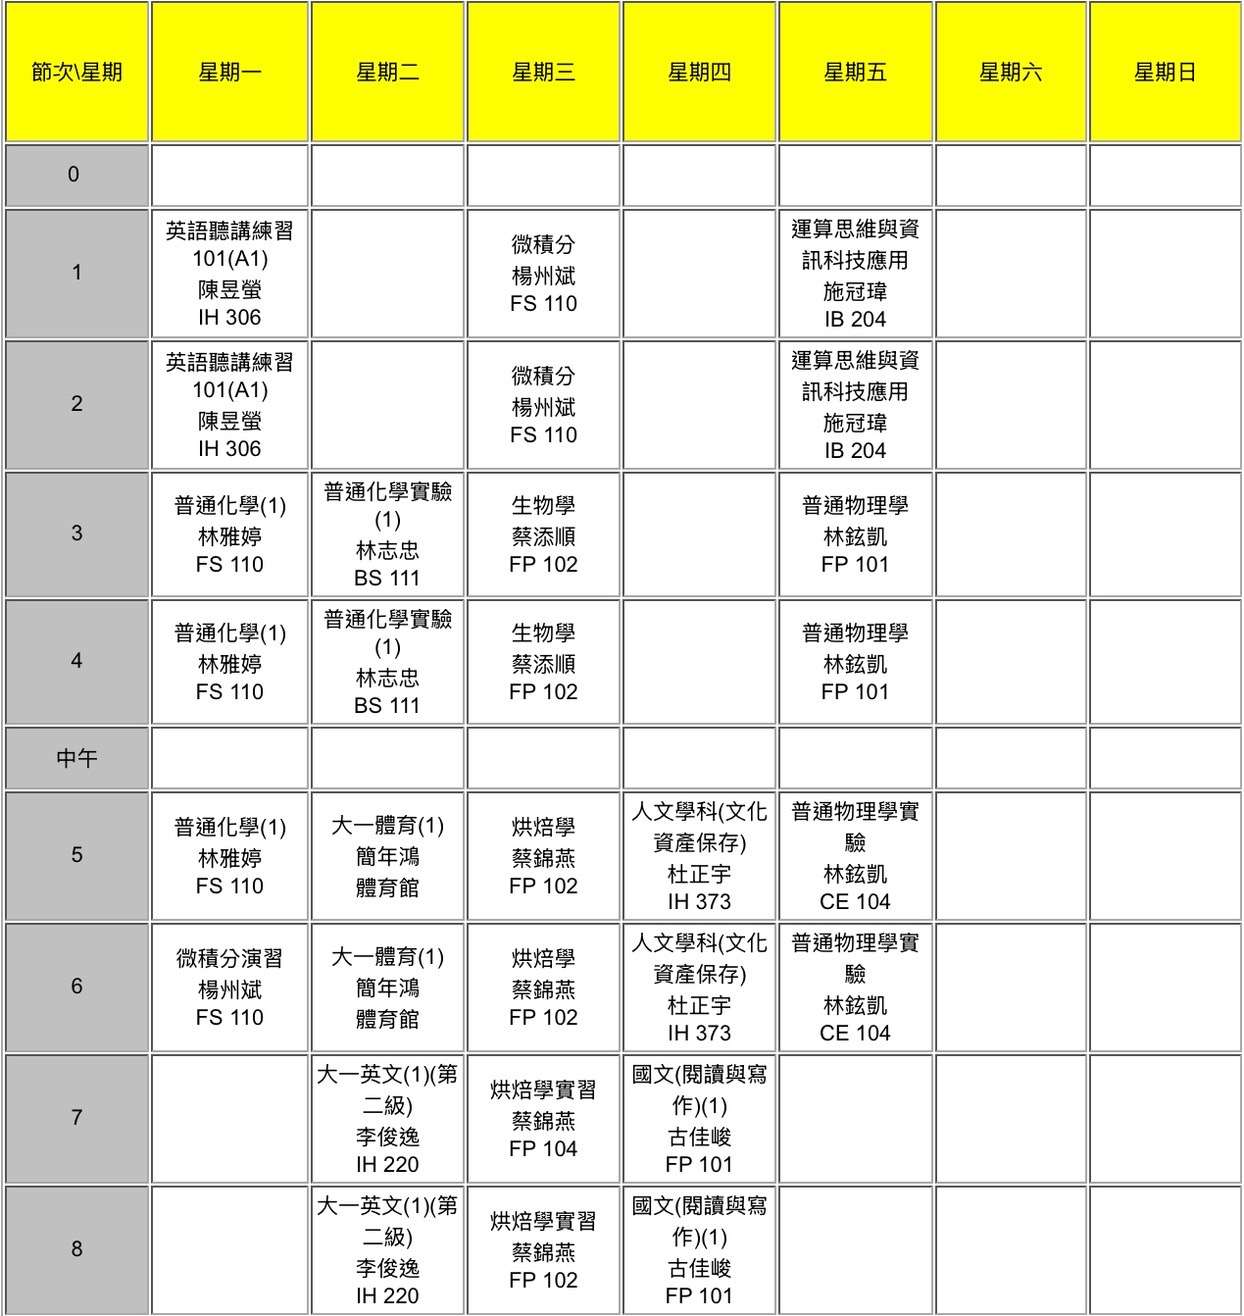 節次\星期
星期一
星期二
星期三
星期四
星期五
星期六
星期日
0
1
英語聽講練習
101(A1)
陳昱螢
IH 306
微積分
楊州斌
FS 110
運算思維與資
訊科技應用
施冠瑋
IB 204
2
英語聽講練習
101(A1)
陳昱螢
IH 306
微積分
楊州斌
FS 110
運算思維與資
訊科技應用
施冠瑋
IB 204
3
普通化學(1)
林雅婷
FS 110
普通化學實驗
(1)
林志忠
BS 111
生物學
蔡添順
FP 102
普通物理學
林鉉凱
FP 101
4
普通化學(1)
林雅婷
FS 110
普通化學實驗
(1)
林志忠
BS 111
生物學
蔡添順
FP 102
普通物理學
林鉉凱
FP 101
中午
5
普通化學(1)
林雅婷
FS 110
大一體育(1)
簡年鴻
體育館
烘焙學
蔡錦燕
FP 102
人文學科(文化
資產保存)
杜正宇
IH 373
普通物理學實
驗
林鉉凱
CE 104
6
微積分演習
楊州斌
FS 110
大一體育(1)
簡年鴻
體育館
烘焙學
蔡錦燕
FP 102
人文學科(文化
資產保存)
杜正宇
IH 373
普通物理學實
驗
林鉉凱
CE 104
7
大一英文(1)(第
二級)
李俊逸
IH 220
烘焙學實習
蔡錦燕
FP 104
國文(閱讀與寫
作)(1)
古佳峻
FP 101
8
大一英文(1)(第
二級)
李俊逸
IH 220
烘焙學實習
蔡錦燕
FP 102
國文(閱讀與寫
作)(1)
古佳峻
FP 101